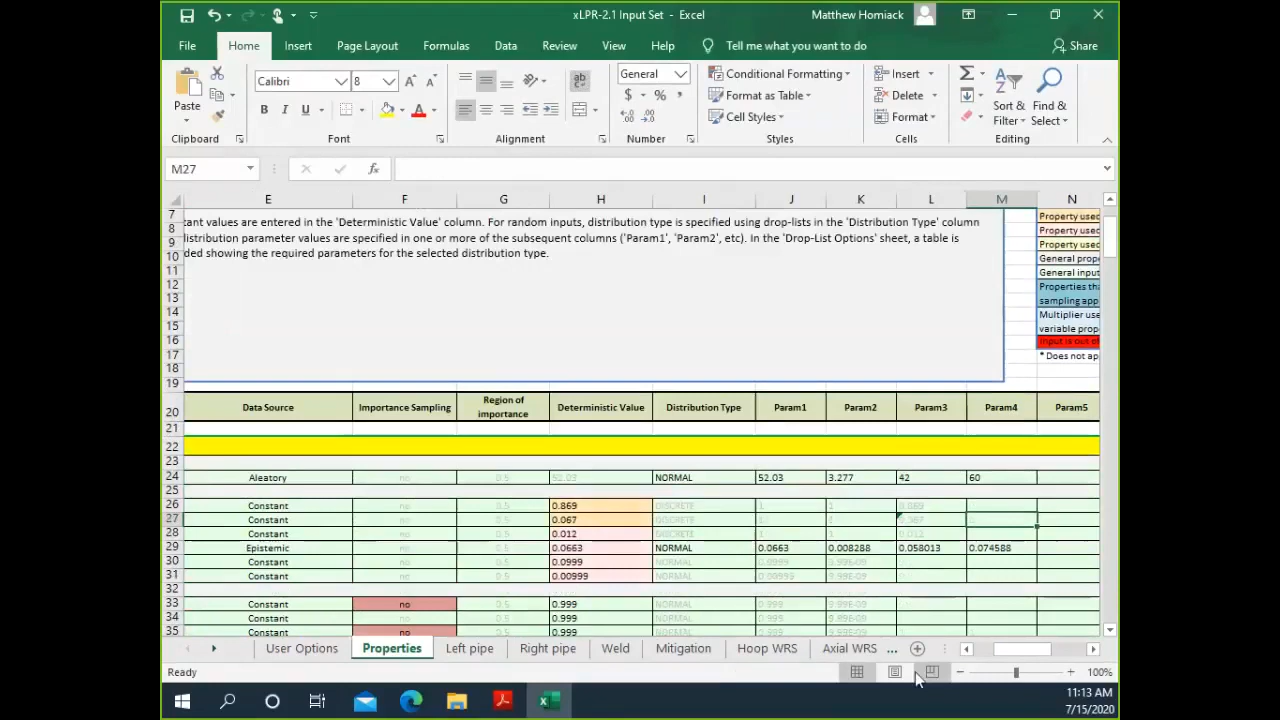 xLPR-2.1 Input Set - Excel
Matthew Homiack
File Home Insert Page Layout Formulas Data Review View Help Tell me what you want to do Share
Calibri 8 General Conditional Formatting Insert
Paste Format as Table Delete Sort & Find &
Cell Styles Format Filter Select
Clipboard Font Alignment Number Styles Cells Editing
M27 fx
E F G H I J K L M N
7 Property used
8 tant values are entered in the 'Deterministic Value' column. For random inputs, distribution type is specified using drop-lists in the 'Distribution Type' column Property used
9 distribution parameter values are specified in one or more of the subsequent columns ('Param1', 'Param2', etc). In the 'Drop-List Options' sheet, a table is Property used
10 ded showing the required parameters for the selected distribution type. General prope
11 General input
12 Properties tha
13 sampling app
14 Multiplier use
15 variable prop
16 Input is out of
17 * Does not ap
18
19
20 Data Source Importance Sampling Region of importance Deterministic Value Distribution Type Param1 Param2 Param3 Param4 Param5
21
22
23
24 Aleatory no 0.5 52.03 NORMAL 52.03 3.277 42 60
25
26 Constant no 0.5 0.869 DISCRETE 1 1 0.869
27 Constant no 0.5 0.067 DISCRETE 1 1 0.067
28 Constant no 0.5 0.012 DISCRETE 1 1 0.012
29 Epistemic no 0.5 0.0663 NORMAL 0.0663 0.008288 0.058013 0.074588
30 Constant no 0.5 0.0999 NORMAL 0.0999 9.99E-09
31 Constant no 0.5 0.00999 NORMAL 0.00999 9.99E-09
32
33 Constant no 0.5 0.999 NORMAL 0.999 9.99E-09
34 Constant no 0.5 0.999 NORMAL 0.999 9.99E-09
35 Constant no 0.5 0.999 NORMAL 0.999 9.99E-09
User Options Properties Left pipe Right pipe Weld Mitigation Hoop WRS Axial WRS ...
Ready 100%
11:13 AM
7/15/2020